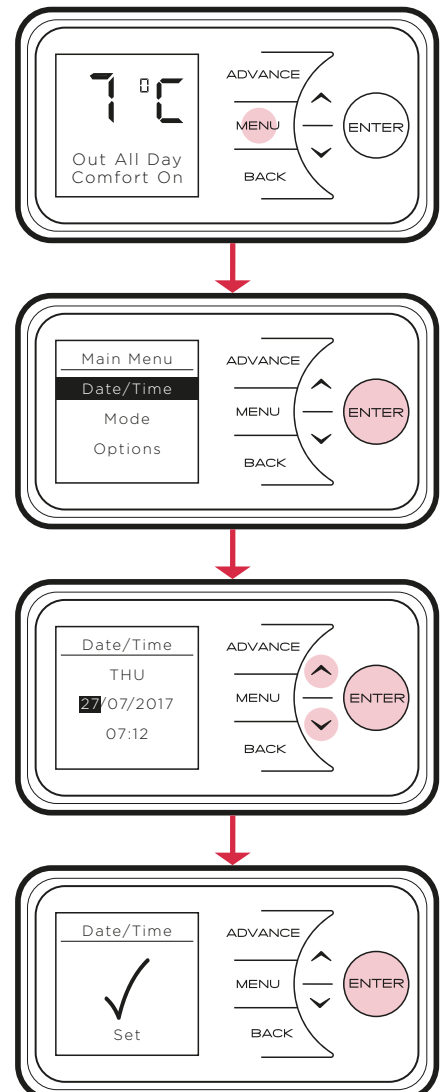 7 °C
Out All Day
Comfort On
ADVANCE
MENU
BACK
ENTER
Main Menu
Date/Time
Mode
Options
ADVANCE
MENU
BACK
ENTER
Date/Time
THU
27/07/2017
07:12
ADVANCE
MENU
BACK
ENTER
Date/Time
Set
ADVANCE
MENU
BACK
ENTER